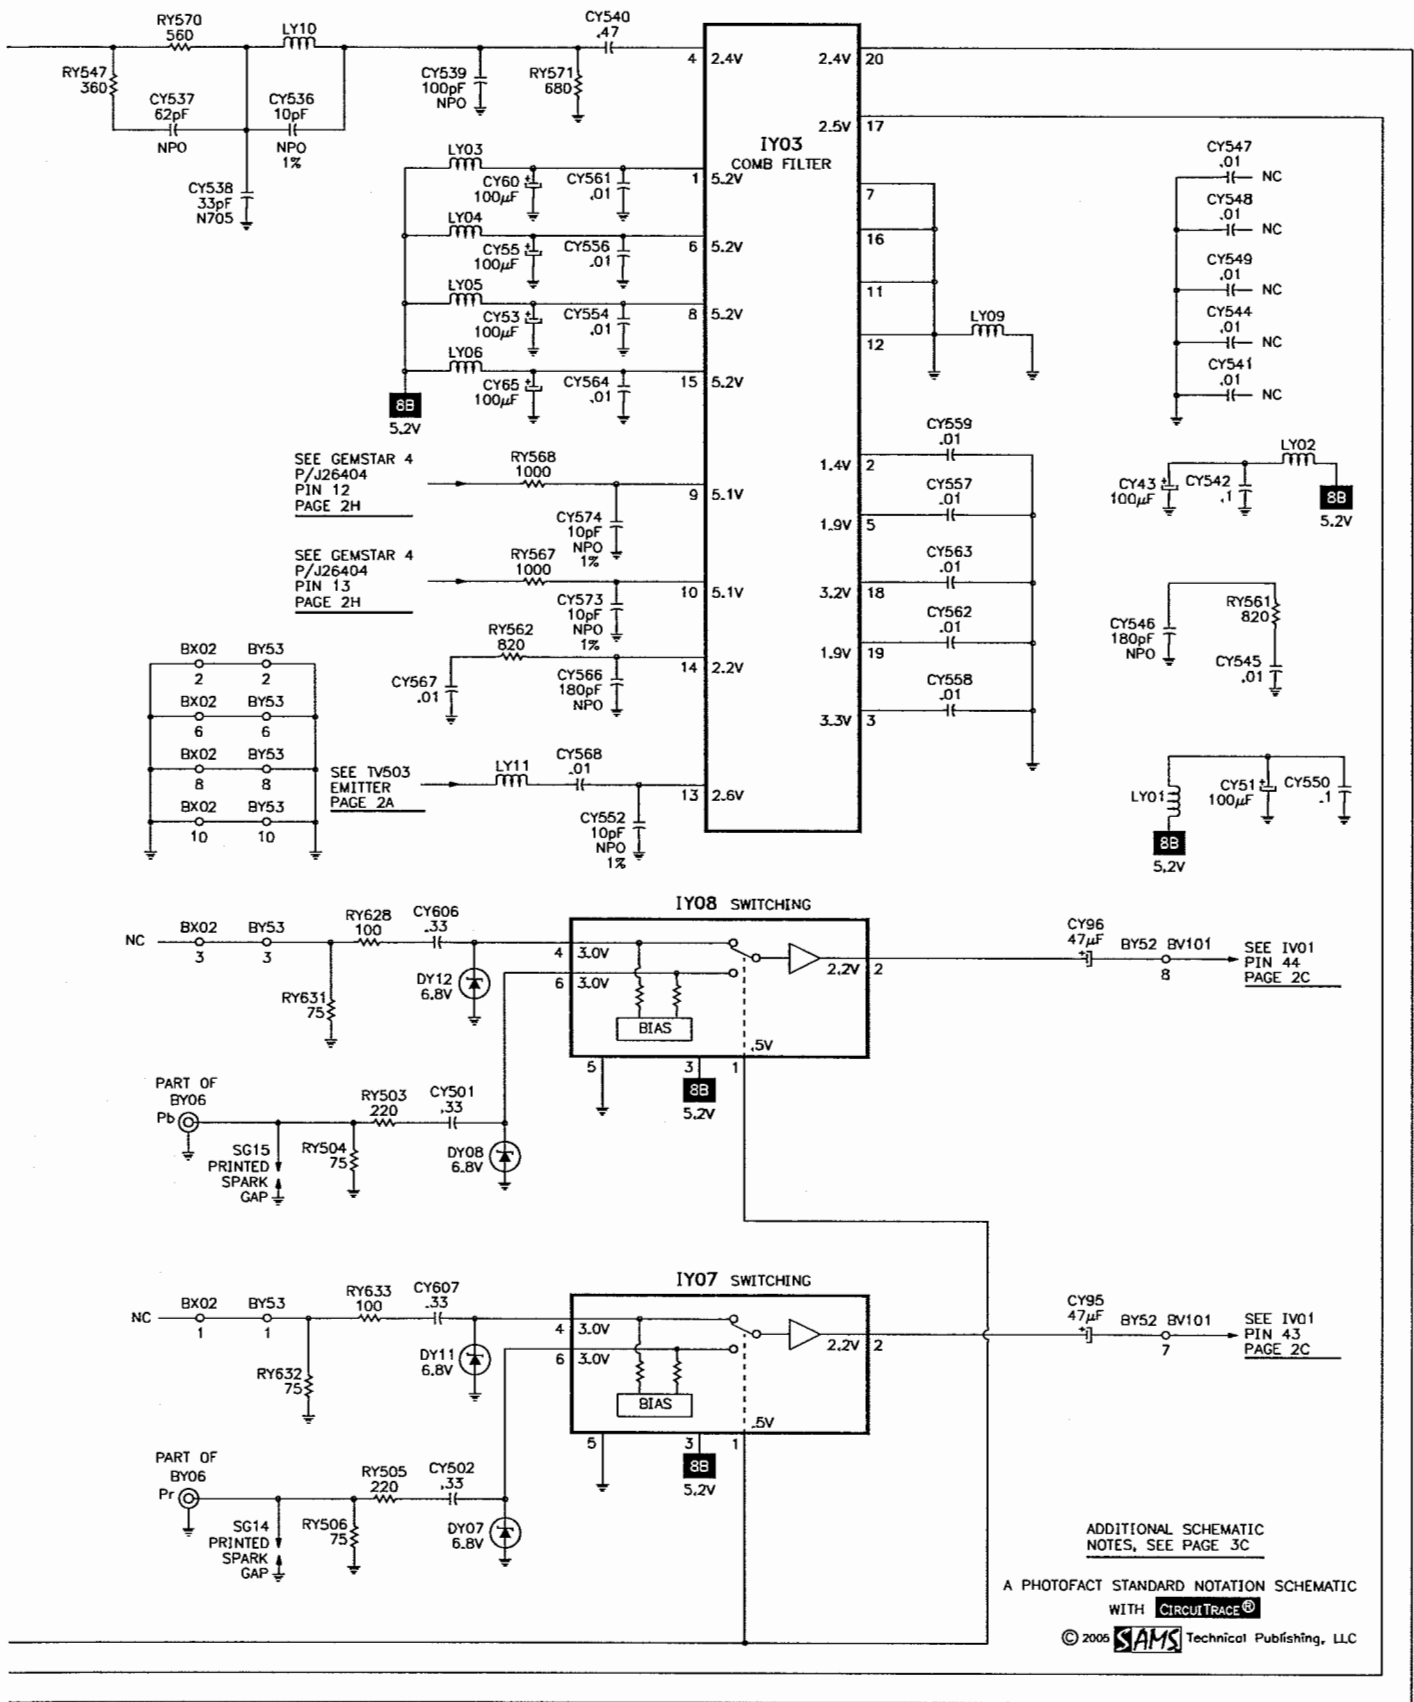 RY570
560
LY10
CY540
.47
RY547
360
CY537
62pF
NPO
CY536
10pF
NPO
1%
CY539
100pF
NPO
RY571
680
CY538
33pF
N705
IY03
COMB FILTER
4 2.4V
2.4V 20
2.5V 17
7
16
11
12
LY09
LY03
CY60
100µF
CY561
.01
1 5.2V
LY04
CY55
100µF
CY556
.01
6 5.2V
LY05
CY53
100µF
CY554
.01
8 5.2V
LY06
CY65
100µF
CY564
.01
15 5.2V
8B
5.2V
CY547
.01
NC
CY548
.01
NC
CY549
.01
NC
CY544
.01
NC
CY541
.01
NC
SEE GEMSTAR 4
P/J26404
PIN 12
PAGE 2H
RY568
1000
9 5.1V
CY574
10pF
NPO
1%
SEE GEMSTAR 4
P/J26404
PIN 13
PAGE 2H
RY567
1000
10 5.1V
CY573
10pF
NPO
1%
RY562
820
14 2.2V
CY567
.01
CY566
180pF
NPO
SEE TV503
EMITTER
PAGE 2A
LY11
CY568
.01
13 2.6V
CY552
10pF
NPO
1%
CY559
.01
1.4V 2
CY557
.01
1.9V 5
CY563
.01
3.2V 18
CY562
.01
1.9V 19
CY558
.01
3.3V 3
LY02
CY43
100µF
CY542
.1
8B
5.2V
RY561
820
CY546
180pF
NPO
CY545
.01
LY01
CY51
100µF
CY550
.1
8B
5.2V
BX02 BY53
2 2
BX02 BY53
6 6
BX02 BY53
8 8
BX02 BY53
10 10
IY08 SWITCHING
NC
BX02 BY53
3 3
RY628
100
CY606
.33
RY631
75
DY12
6.8V
4 3.0V
6 3.0V
BIAS
2.2V 2
.5V
5
3
1
8B
5.2V
CY96
47µF
BY52 BV101
8
SEE IV01
PIN 44
PAGE 2C
PART OF
BY06
Pb
SG15
PRINTED
SPARK
GAP
RY504
75
RY503
220
CY501
.33
DY08
6.8V
IY07 SWITCHING
NC
BX02 BY53
1 1
RY633
100
CY607
.33
RY632
75
DY11
6.8V
4 3.0V
6 3.0V
BIAS
2.2V 2
.5V
5
3
1
8B
5.2V
CY95
47µF
BY52 BV101
7
SEE IV01
PIN 43
PAGE 2C
PART OF
BY06
Pr
SG14
PRINTED
SPARK
GAP
RY506
75
RY505
220
CY502
.33
DY07
6.8V
ADDITIONAL SCHEMATIC
NOTES, SEE PAGE 3C
A PHOTOFACT STANDARD NOTATION SCHEMATIC
WITH CIRCUITRACE®
© 2005 SAMS Technical Publishing, LLC